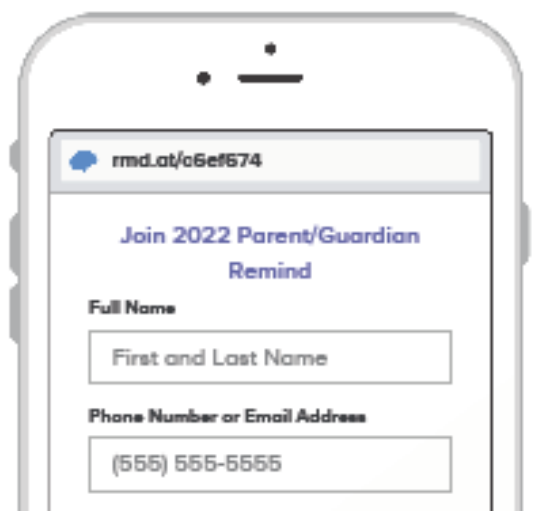 rmd.at/c6ef674
Join 2022 Parent/Guardian
Remind
Full Name
First and Last Name
Phone Number or Email Address
(555) 555-5555